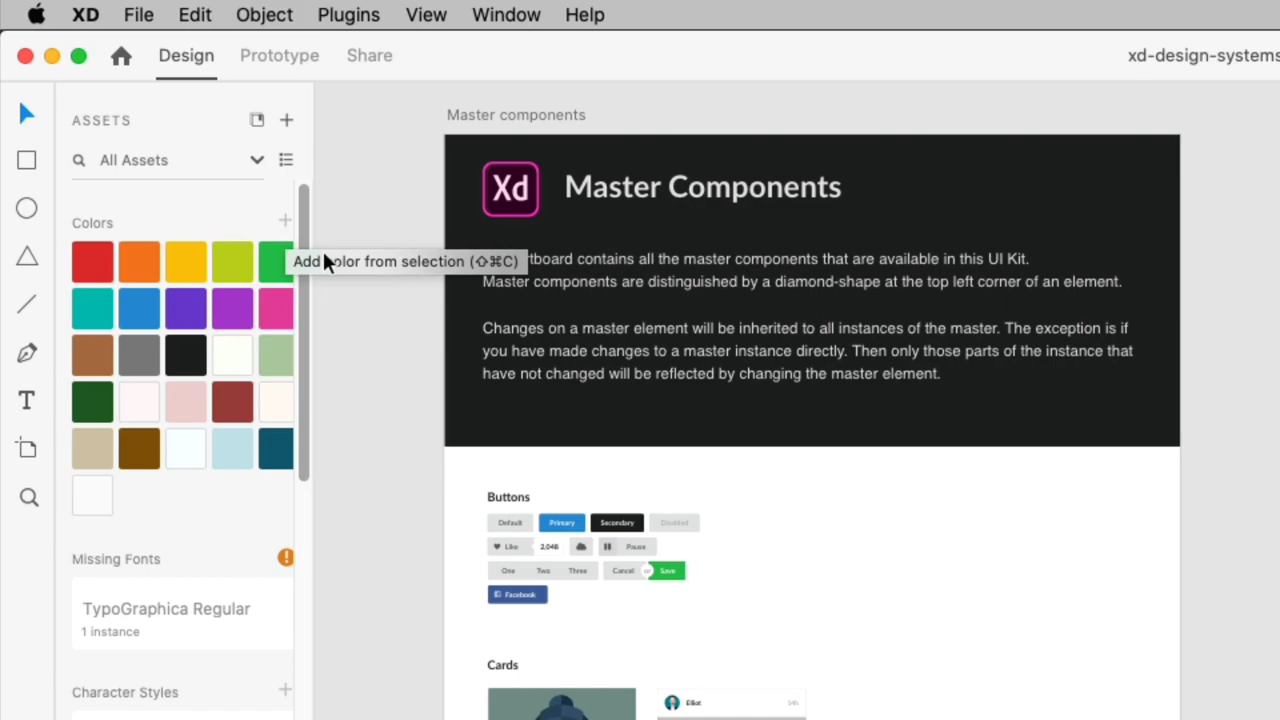 XD File Edit Object Plugins View Window Help
Design Prototype Share xd-design-systems
ASSETS
All Assets
Colors
Add color from selection (⇧⌘C)
Missing Fonts
TypoGraphica Regular
1 instance
Character Styles
Master components
Xd Master Components
artboard contains all the master components that are available in this UI Kit.
Master components are distinguished by a diamond-shape at the top left corner of an element.
Changes on a master element will be inherited to all instances of the master. The exception is if
you have made changes to a master instance directly. Then only those parts of the instance that
have not changed will be reflected by changing the master element.
Buttons
Default Primary Secondary Disabled
Like 2,048 Pause
One Two Three Cancel or Save
Facebook
Cards
Elliot 14h